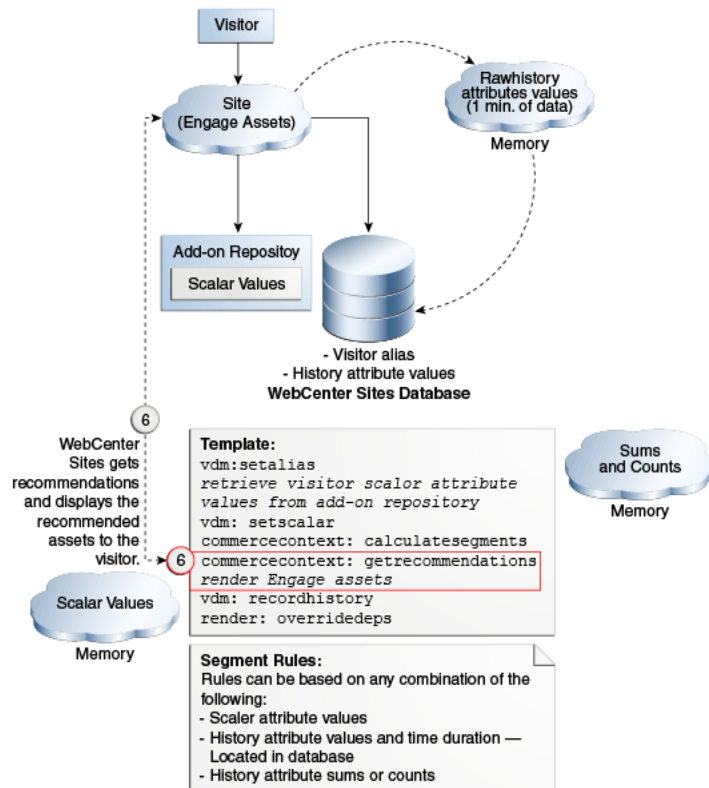 Visitor
Site
(Engage Assets)
Rawhistory
attributes values
(1 min. of data)
Memory
Add-on Repositoy
Scalar Values
- Visitor alias
- History attribute values
WebCenter Sites Database
6
WebCenter
Sites gets
recommendations
and displays the
recommended
assets to the
visitor.
Scalar Values
Memory
Template:
vdm:setalias
retrieve visitor scalor attribute
values from add-on repository
vdm: setscalar
commercecontext: calculatesegments
6
commercecontext: getrecommendations
render Engage assets
vdm: recordhistory
render: overridedeps
Sums
and Counts
Memory
Segment Rules:
Rules can be based on any combination of the
following:
- Scaler attribute values
- History attribute values and time duration —
Located in database
- History attribute sums or counts